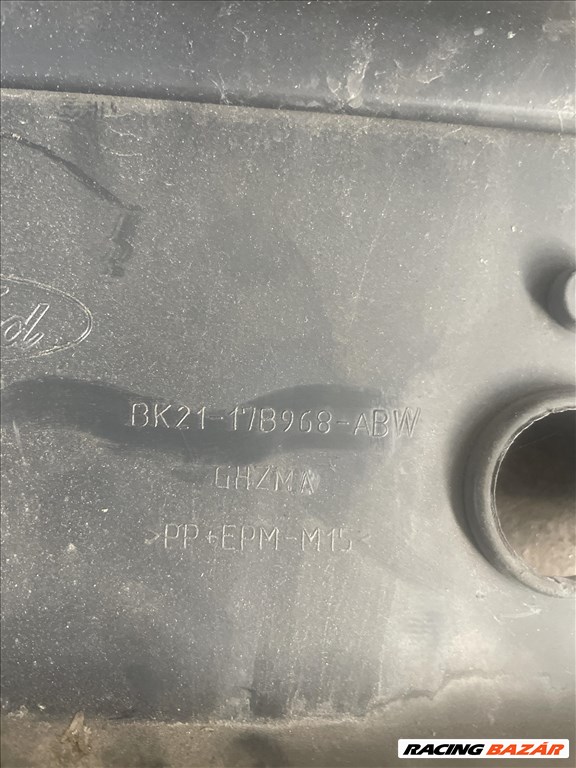 BK21-17B968-ABW
GHZMA
>PP+EPM-M15<
RACING BAZÁR